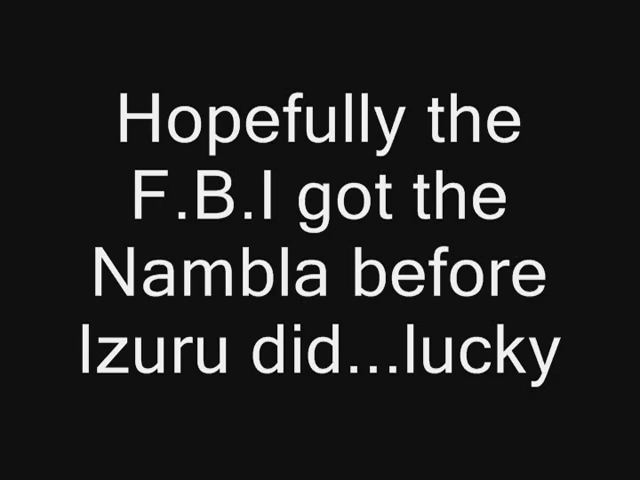 Hopefully the
F.B.I got the
Nambla before
Izuru did...lucky